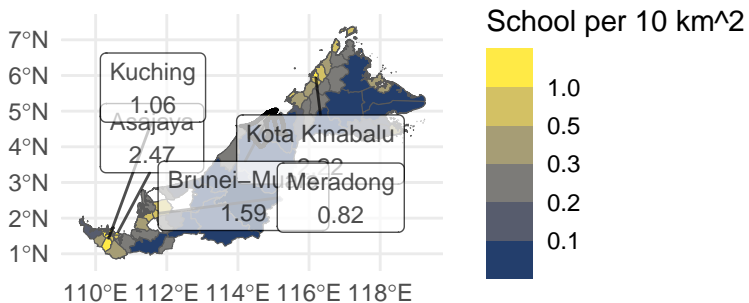 School per 10 km^2
7°N
6°N
5°N
4°N
3°N
2°N
1°N
Kuching
1.06
Asajaya
2.47
Kota Kinabalu
Brunei–Mua
1.59
Meradong
0.82
1.0
0.5
0.3
0.2
0.1
110°E 112°E 114°E 116°E 118°E